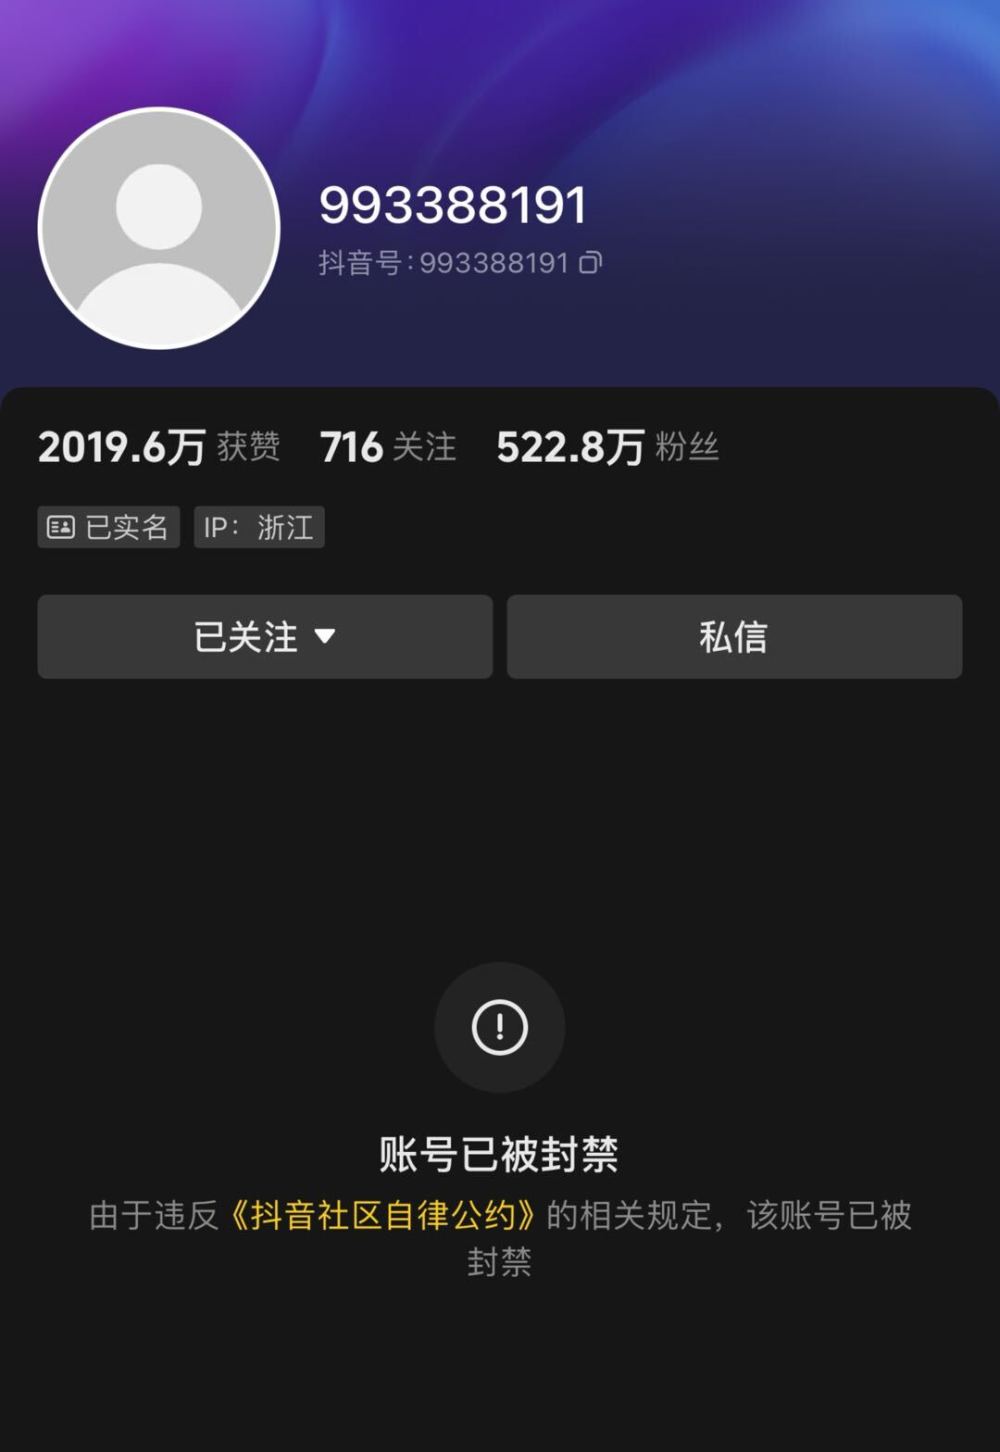 993388191
抖音号:993388191
2019.6万 获赞 716 关注 522.8万 粉丝
已实名 IP: 浙江
已关注 私信
账号已被封禁
由于违反《抖音社区自律公约》的相关规定，该账号已被
封禁